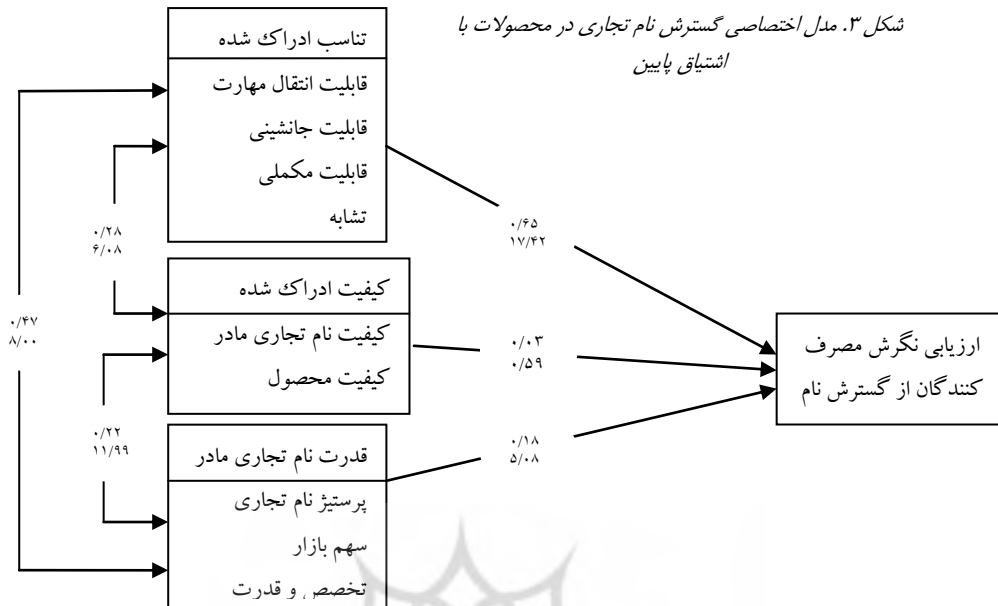 شکل ۳. مدل اختصاصی گسترش نام تجاری در محصولات با
اشتیاق پایین
تناسب ادراك شده
قابلیت انتقال مهارت
قابلیت جانشینی
قابلیت مکملی
تشابه
۰/۶۵
۱۷/۴۲
۰/۲۸
۶/۰۸
۰/۴۷
۸/۰۰
کیفیت ادراك شده
کیفیت نام تجاری مادر
کیفیت محصول
۰/۰۳
۰/۵۹
ارزیابی نگرش مصرف
کنندگان از گسترش نام
۰/۲۲
۱۱/۹۹
۰/۱۸
۵/۰۸
قدرت نام تجاری مادر
پرستیژ نام تجاری
سهم بازار
تخصص و قدرت